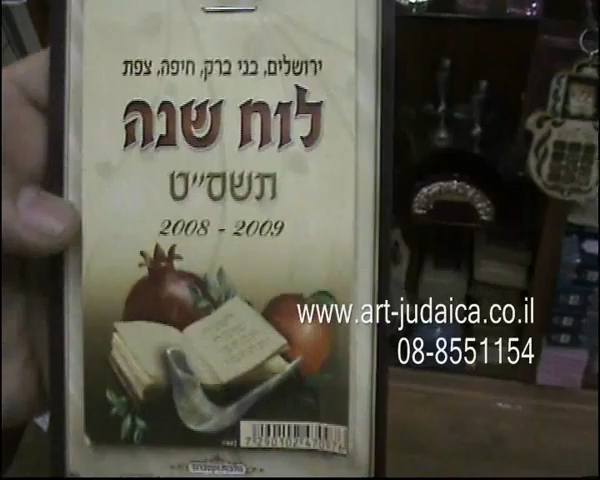 ירושלים, בני ברק, חיפה, צפת
לוח שנה
תשס״ט
2008 - 2009
www.art-judaica.co.il
08-8551154